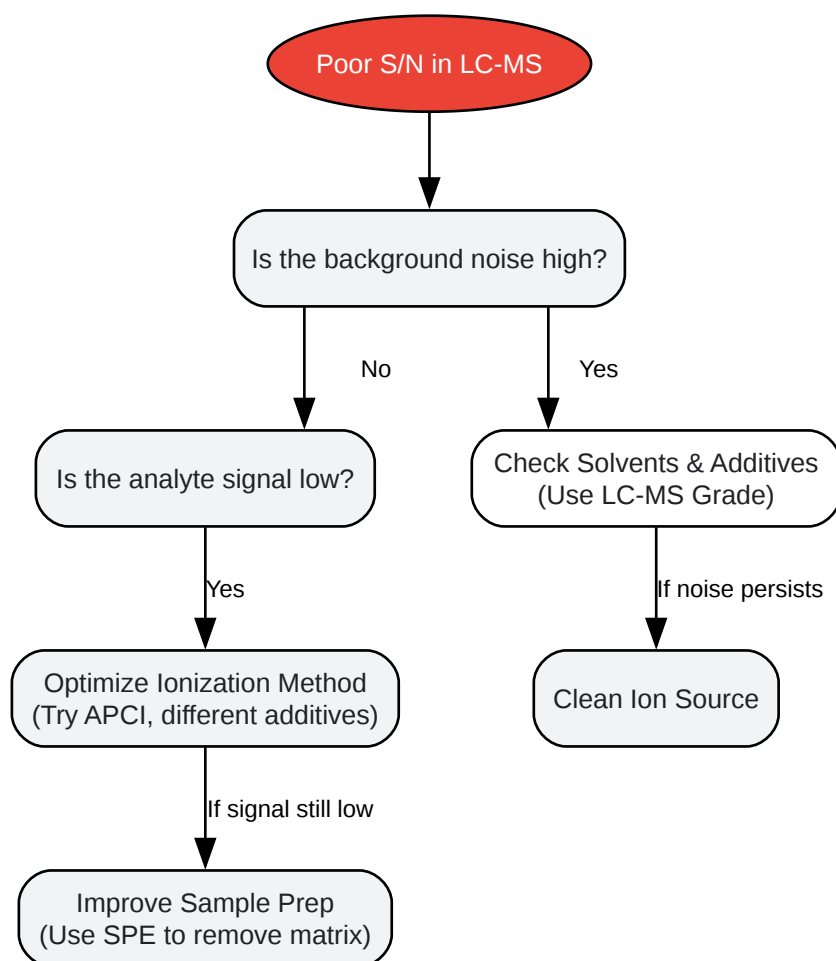 Poor S/N in LC-MS
Is the background noise high?
No
Yes
Is the analyte signal low?
Check Solvents & Additives
(Use LC-MS Grade)
Yes
If noise persists
Optimize Ionization Method
(Try APCI, different additives)
Clean Ion Source
If signal still low
Improve Sample Prep
(Use SPE to remove matrix)